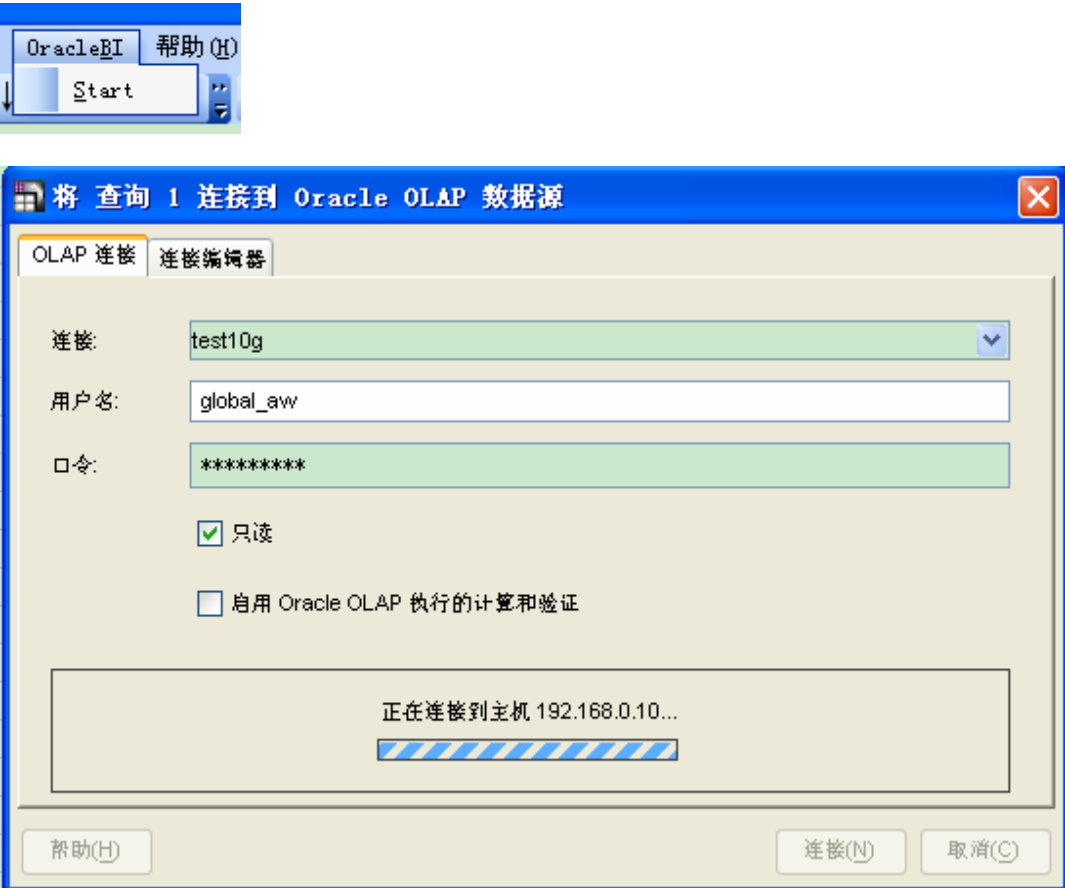 OracleBI 帮助(H)
Start
将 查询 1 连接到 Oracle OLAP 数据源
OLAP 连接 连接编辑器
连接: test10g
用户名: global_aw
口令: *********
只读
启用 Oracle OLAP 执行的计算和验证
正在连接到主机 192.168.0.10...
帮助(H) 连接(N) 取消(C)